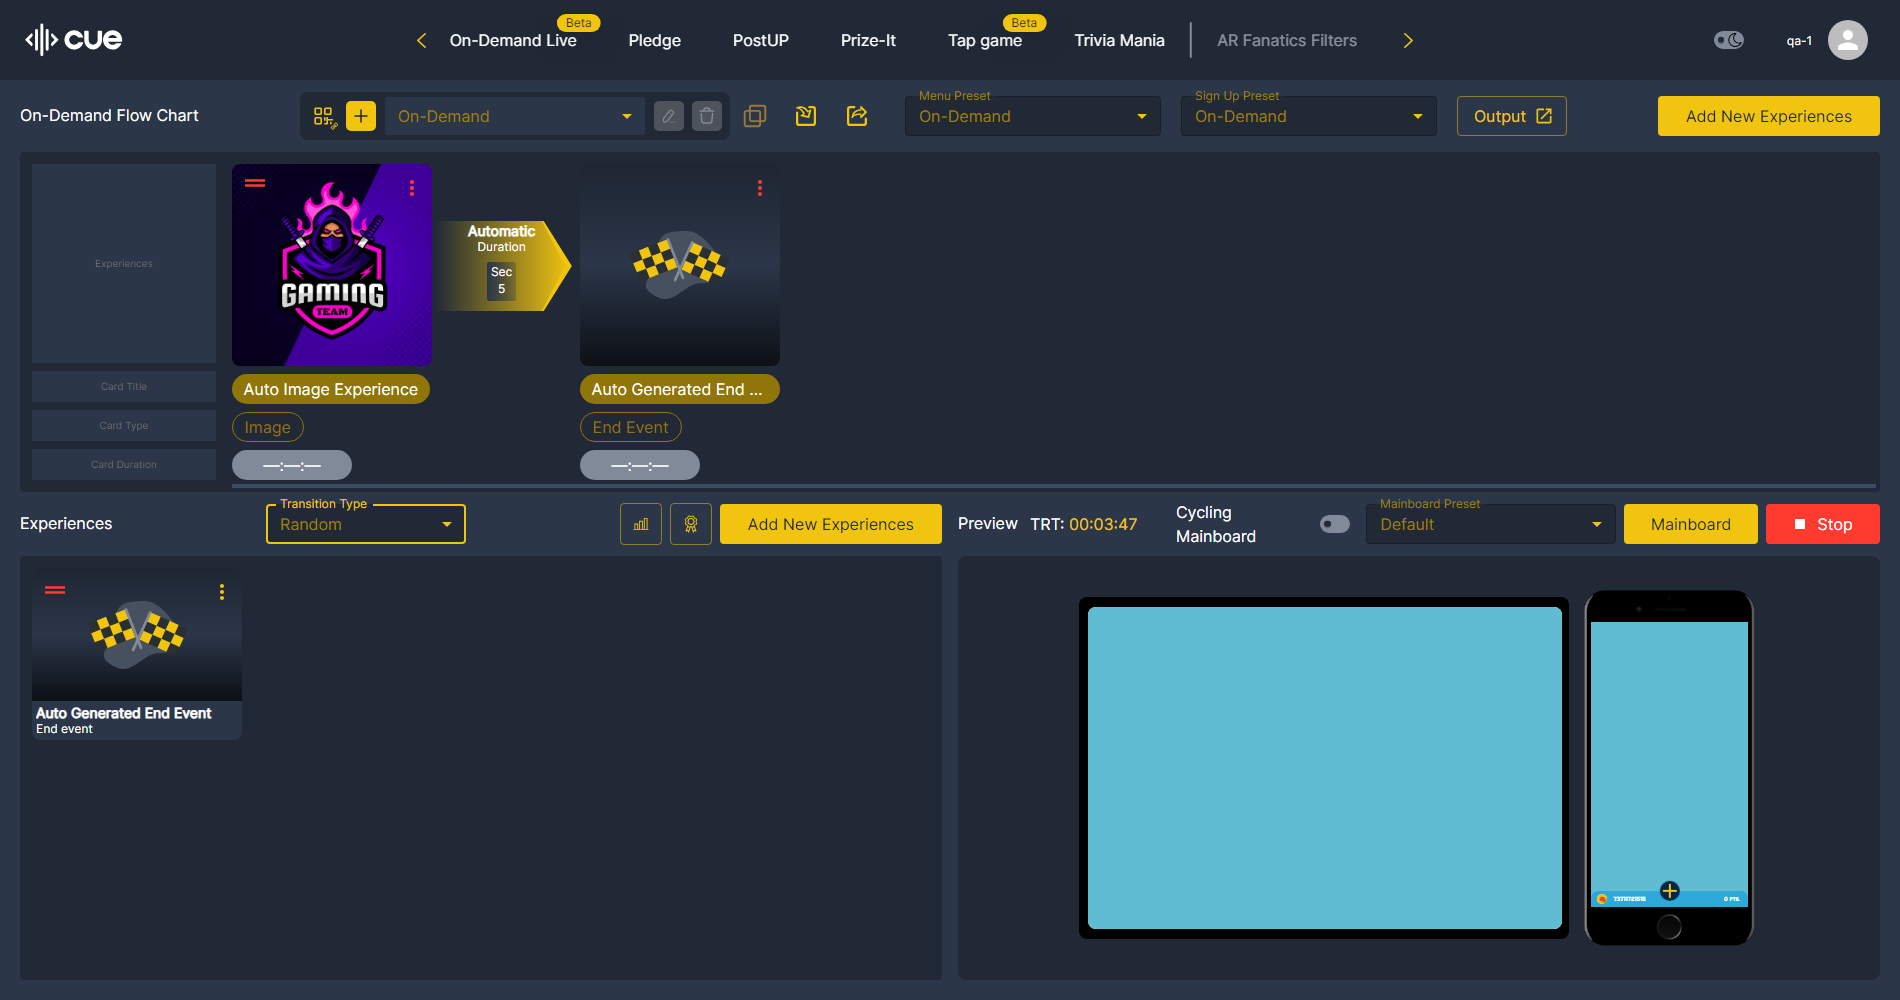 cue
On-Demand Live
Beta
Pledge
PostUP
Prize-It
Tap game
Beta
Trivia Mania
AR Fanatics Filters
qa-1
On-Demand Flow Chart
On-Demand
Menu Preset
On-Demand
Sign Up Preset
On-Demand
Output
Add New Experiences
Experiences
GAMING
TEAM
Automatic
Duration
Sec
5
Card Title
Auto Image Experience
Auto Generated End ...
Card Type
Image
End Event
Card Duration
—:—:—
—:—:—
Experiences
Transition Type
Random
Add New Experiences
Preview
TRT: 00:03:47
Cycling
Mainboard
Mainboard Preset
Default
Mainboard
Stop
Auto Generated End Event
End event
0 PTS.